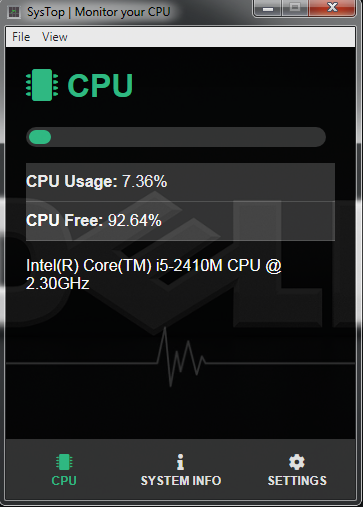 SysTop | Monitor your CPU
File View
CPU
CPU Usage: 7.36%
CPU Free: 92.64%
Intel(R) Core(TM) i5-2410M CPU @
2.30GHz
CPU SYSTEM INFO SETTINGS